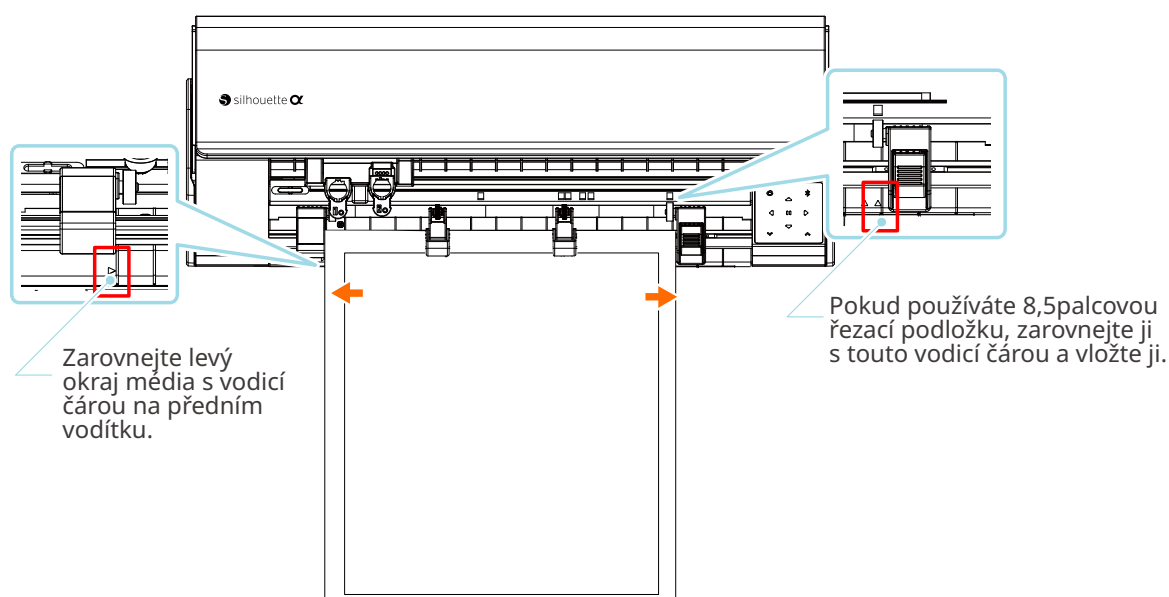 silhouette α
Zarovnejte levý
okraj média s vodicí
čárou na předním
vodítku.
Pokud používáte 8,5palcovou
řezací podložku, zarovnejte ji
s touto vodicí čárou a vložte ji.